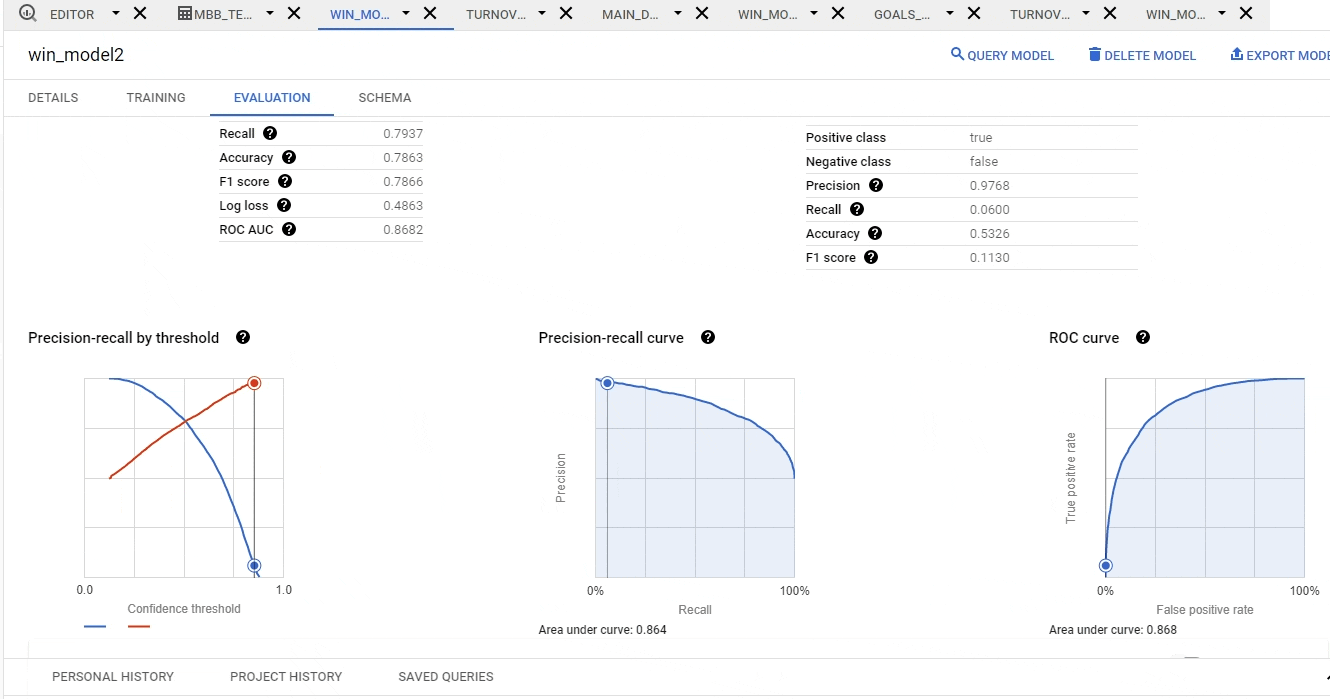 EDITOR MBB_TE... WIN_MO... TURNOV... MAIN_D... WIN_MO... GOALS_... TURNOV... WIN_MO...
win_model2 QUERY MODEL DELETE MODEL EXPORT MODE
DETAILS TRAINING EVALUATION SCHEMA
Recall ? 0.7937
Accuracy ? 0.7863
F1 score ? 0.7866
Log loss ? 0.4863
ROC AUC ? 0.8682
Positive class true
Negative class false
Precision ? 0.9768
Recall ? 0.0600
Accuracy ? 0.5326
F1 score ? 0.1130
Precision-recall by threshold ?
0.0 1.0
Confidence threshold
Precision-recall curve ?
Precision
0% 100%
Recall
Area under curve: 0.864
ROC curve ?
True positive rate
0% 100%
False positive rate
Area under curve: 0.868
PERSONAL HISTORY PROJECT HISTORY SAVED QUERIES